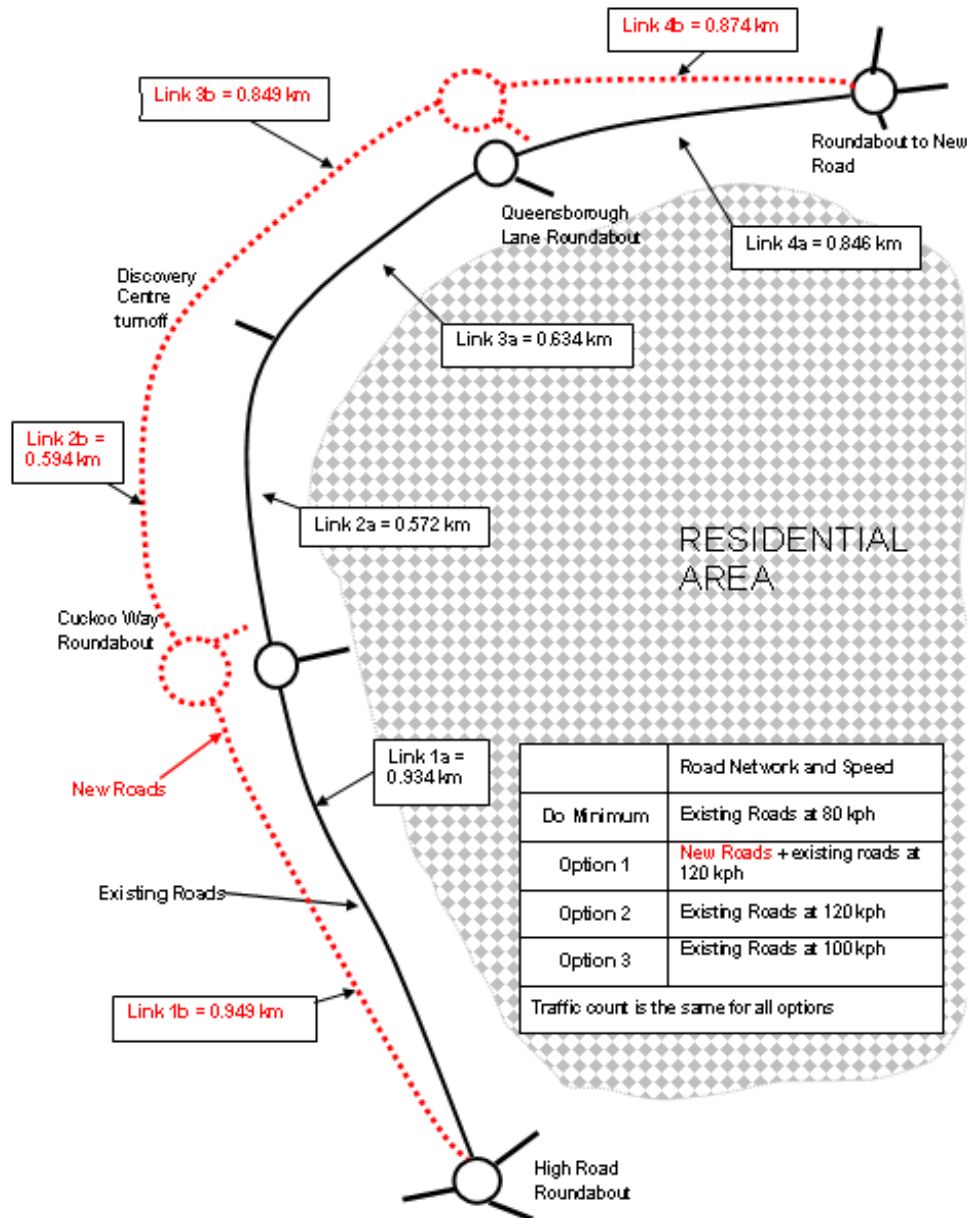 Link 4b = 0.874 km
Link 3b = 0.849 km
Roundabout to New
Road
Queensborough
Lane Roundabout
Link 4a = 0.846 km
Discovery
Centre
turnoff
Link 3a = 0.634 km
Link 2b =
0.594 km
Link 2a = 0.572 km
RESIDENTIAL
AREA
Cuckoo Way
Roundabout
New Roads
Link 1a =
0.934 km
Road Network and Speed
Do Minimum
Existing Roads at 80 kph
Option 1
New Roads + existing roads at
120 kph
Option 2
Existing Roads at 120 kph
Option 3
Existing Roads at 100 kph
Traffic count is the same for all options
Existing Roads
Link 1b = 0.949 km
High Road
Roundabout